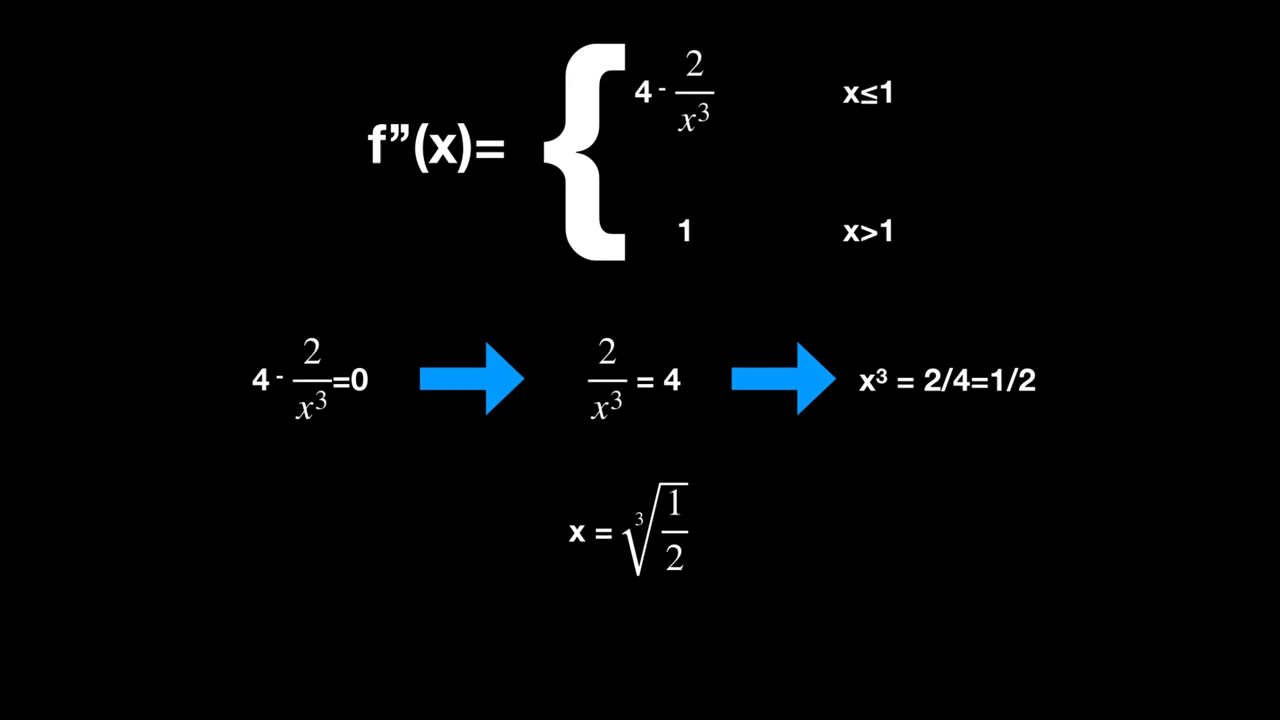 f”(x)= { 4 - 2/x³ x≤1
1 x>1
4 - 2/x³ =0 2/x³ = 4 x³ = 2/4=1/2
x = ³√(1/2)